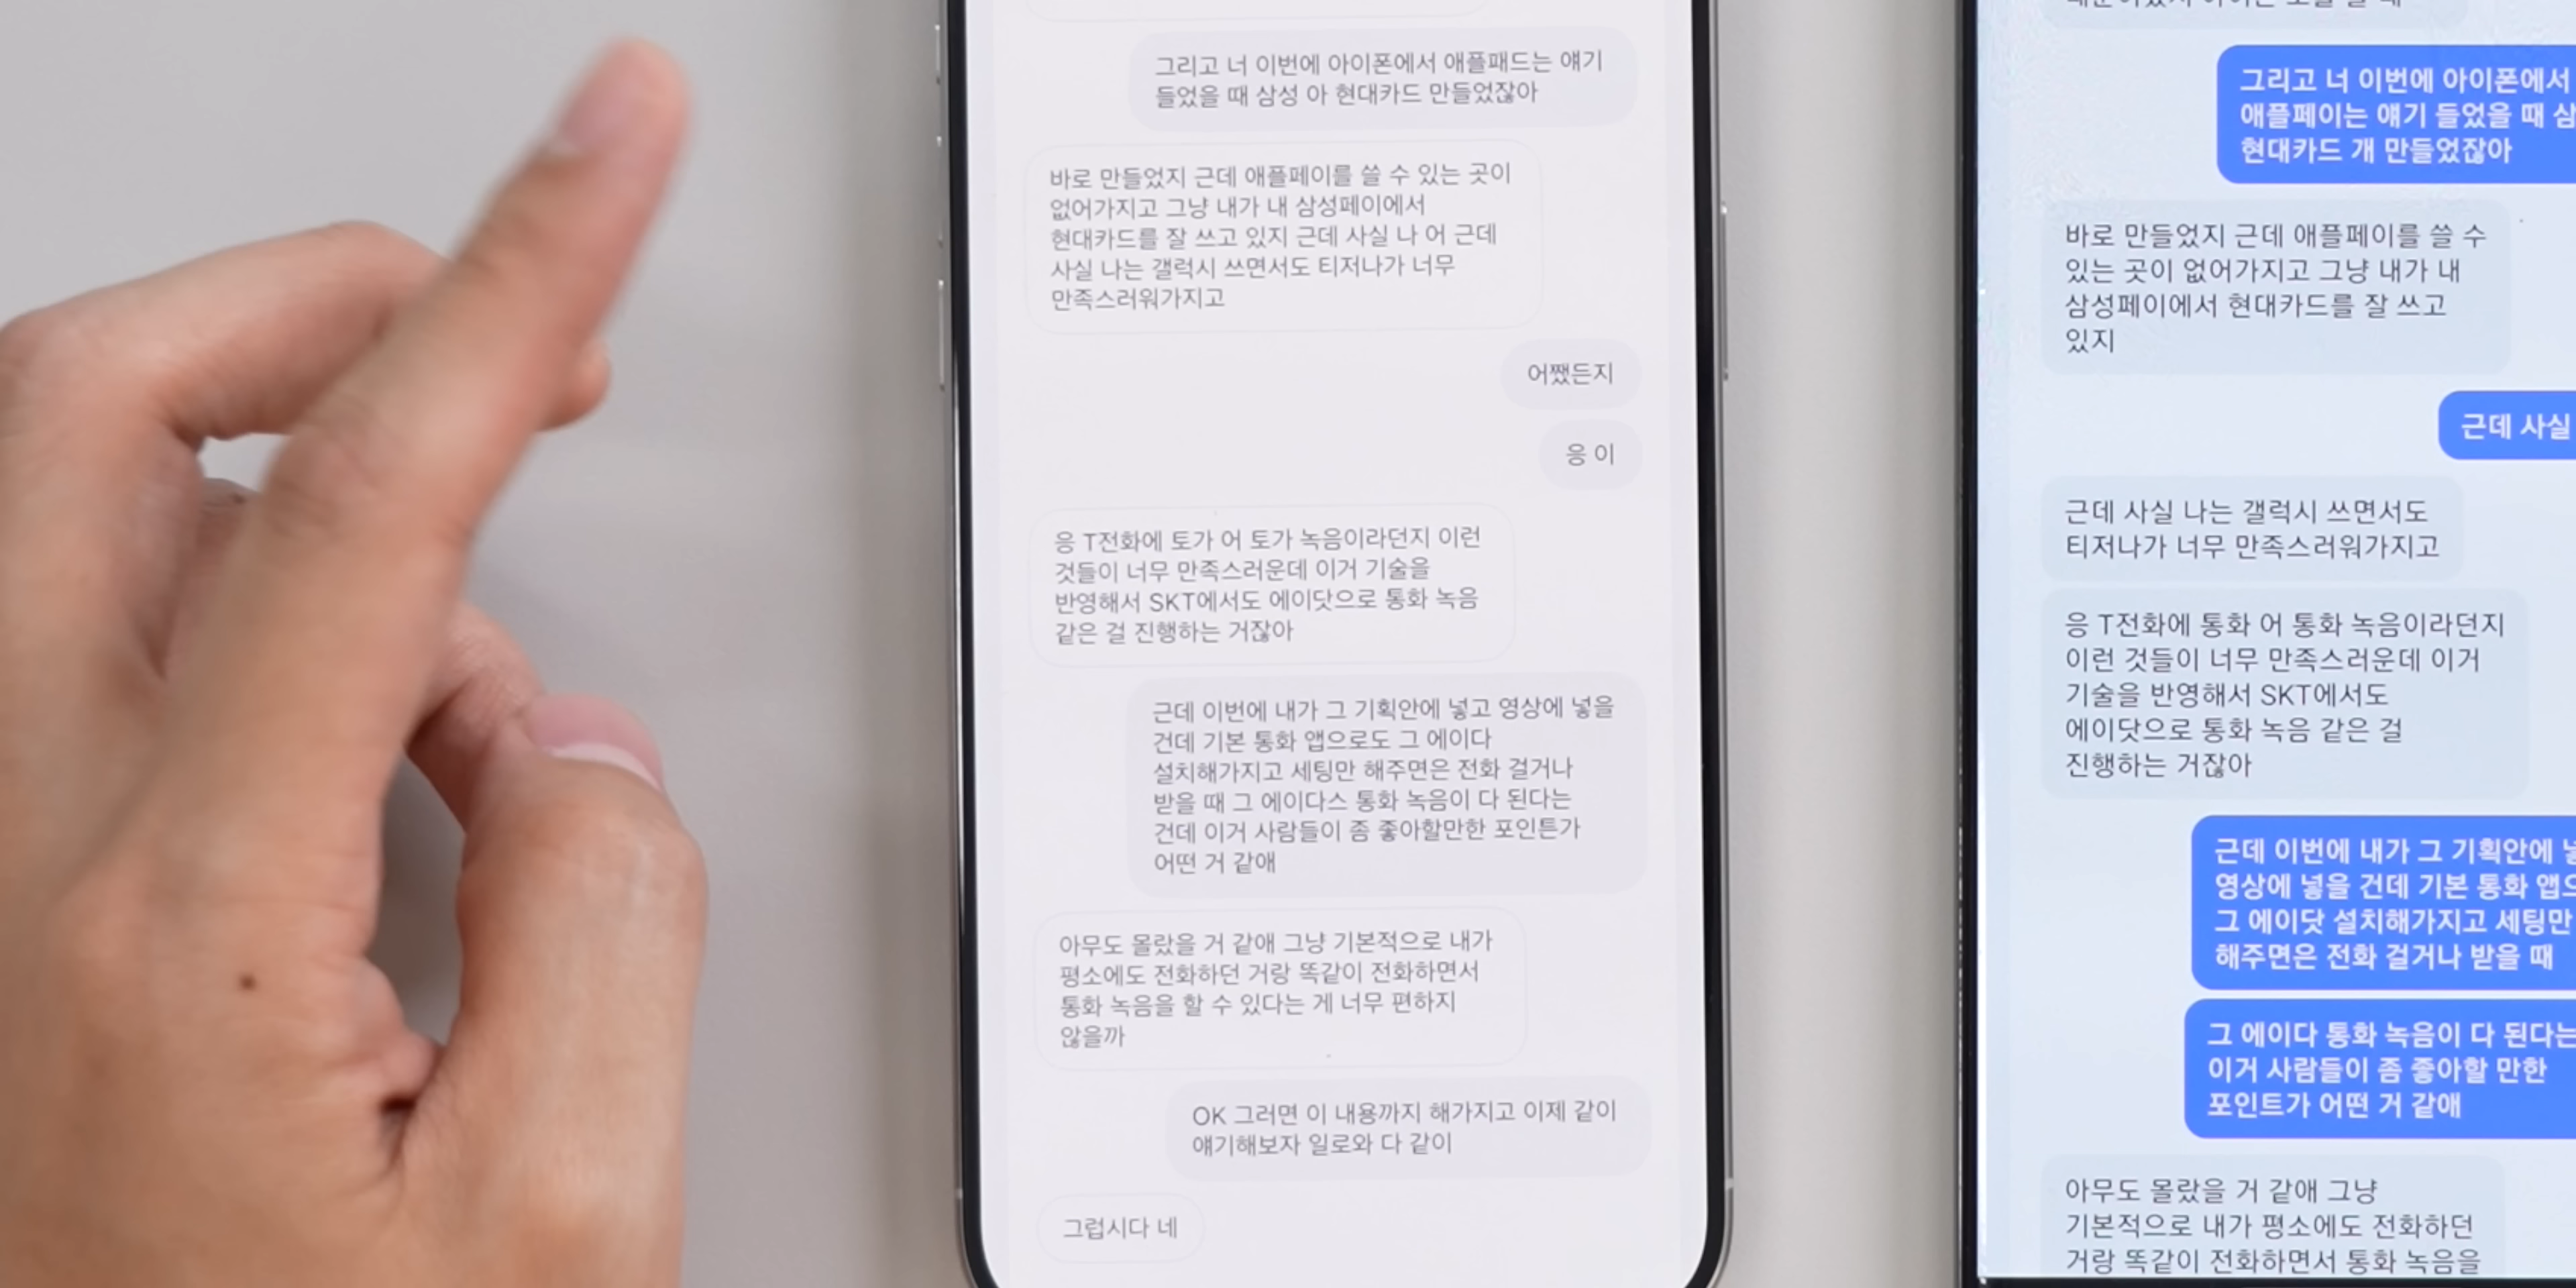 그리고 너 이번에 아이폰에서 애플패드는 얘기
들었을 때 삼성 아 현대카드 만들었잖아
바로 만들었지 근데 애플페이를 쓸 수 있는 곳이
없어가지고 그냥 내가 내 삼성페이에서
현대카드를 잘 쓰고 있지 근데 사실 나 어 근데
사실 나는 갤럭시 쓰면서도 티저나가 너무
만족스러워가지고
어쨌든지
응 이
응 T전화에 토가 어 토가 녹음이라던지 이런
것들이 너무 만족스러운데 이거 기술을
반영해서 SKT에서도 에이닷으로 통화 녹음
같은 걸 진행하는 거잖아
근데 이번에 내가 그 기획안에 넣고 영상에 넣을
건데 기본 통화 앱으로도 그 에이다
설치해가지고 세팅만 해주면은 전화 걸거나
받을 때 그 에이다스 통화 녹음이 다 된다는
건데 이거 사람들이 좀 좋아할만한 포인튼가
어떤 거 같애
아무도 몰랐을 거 같애 그냥 기본적으로 내가
평소에도 전화하던 거랑 똑같이 전화하면서
통화 녹음을 할 수 있다는 게 너무 편하지
않을까
OK 그러면 이 내용까지 해가지고 이제 같이
얘기해보자 일로와 다 같이
그럽시다 네
그리고 너 이번에 아이폰에서
애플페이는 얘기 들었을 때 삼
현대카드 개 만들었잖아
바로 만들었지 근데 애플페이를 쓸 수
있는 곳이 없어가지고 그냥 내가 내
삼성페이에서 현대카드를 잘 쓰고
있지
근데 사실
근데 사실 나는 갤럭시 쓰면서도
티저나가 너무 만족스러워가지고
응 T전화에 통화 어 통화 녹음이라던지
이런 것들이 너무 만족스러운데 이거
기술을 반영해서 SKT에서도
에이닷으로 통화 녹음 같은 걸
진행하는 거잖아
근데 이번에 내가 그 기획안에
영상에 넣을 건데 기본 통화
그 에이닷 설치해가지고 세팅만
해주면은 전화 걸거나 받을 때
그 에이다 통화 녹음이 다 된다는
이거 사람들이 좀 좋아할 만한
포인트가 어떤 거 같애
아무도 몰랐을 거 같애 그냥
기본적으로 내가 평소에도 전화하던
거랑 똑같이 전화하면서 통화 녹음을